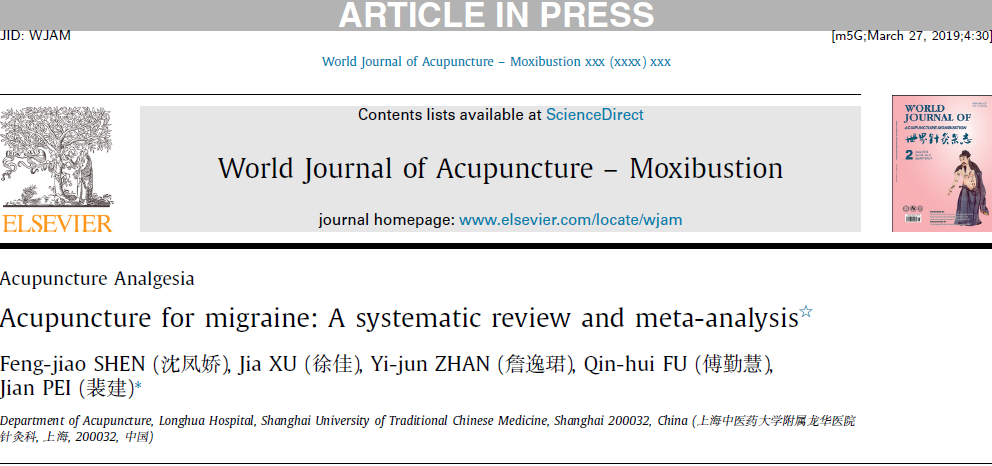 ARTICLE IN PRESS
JID: WJAM
[m5G;March 27, 2019;4:30]
World Journal of Acupuncture – Moxibustion xxx (xxxx) xxx
Contents lists available at ScienceDirect
World Journal of Acupuncture – Moxibustion
journal homepage: www.elsevier.com/locate/wjam
ELSEVIER
WORLD
JOURNAL OF
ACUPUNCTURE-MOXIBUSTION
世界针灸杂志
2
Acupuncture Analgesia
Acupuncture for migraine: A systematic review and meta-analysis☆
Feng-jiao SHEN (沈凤娇), Jia XU (徐佳), Yi-jun ZHAN (詹逸珺), Qin-hui FU (傅勤慧),
Jian PEI (裴建)*
Department of Acupuncture, Longhua Hospital, Shanghai University of Traditional Chinese Medicine, Shanghai 200032, China (上海中医药大学附属龙华医院
针灸科, 上海, 200032, 中国)